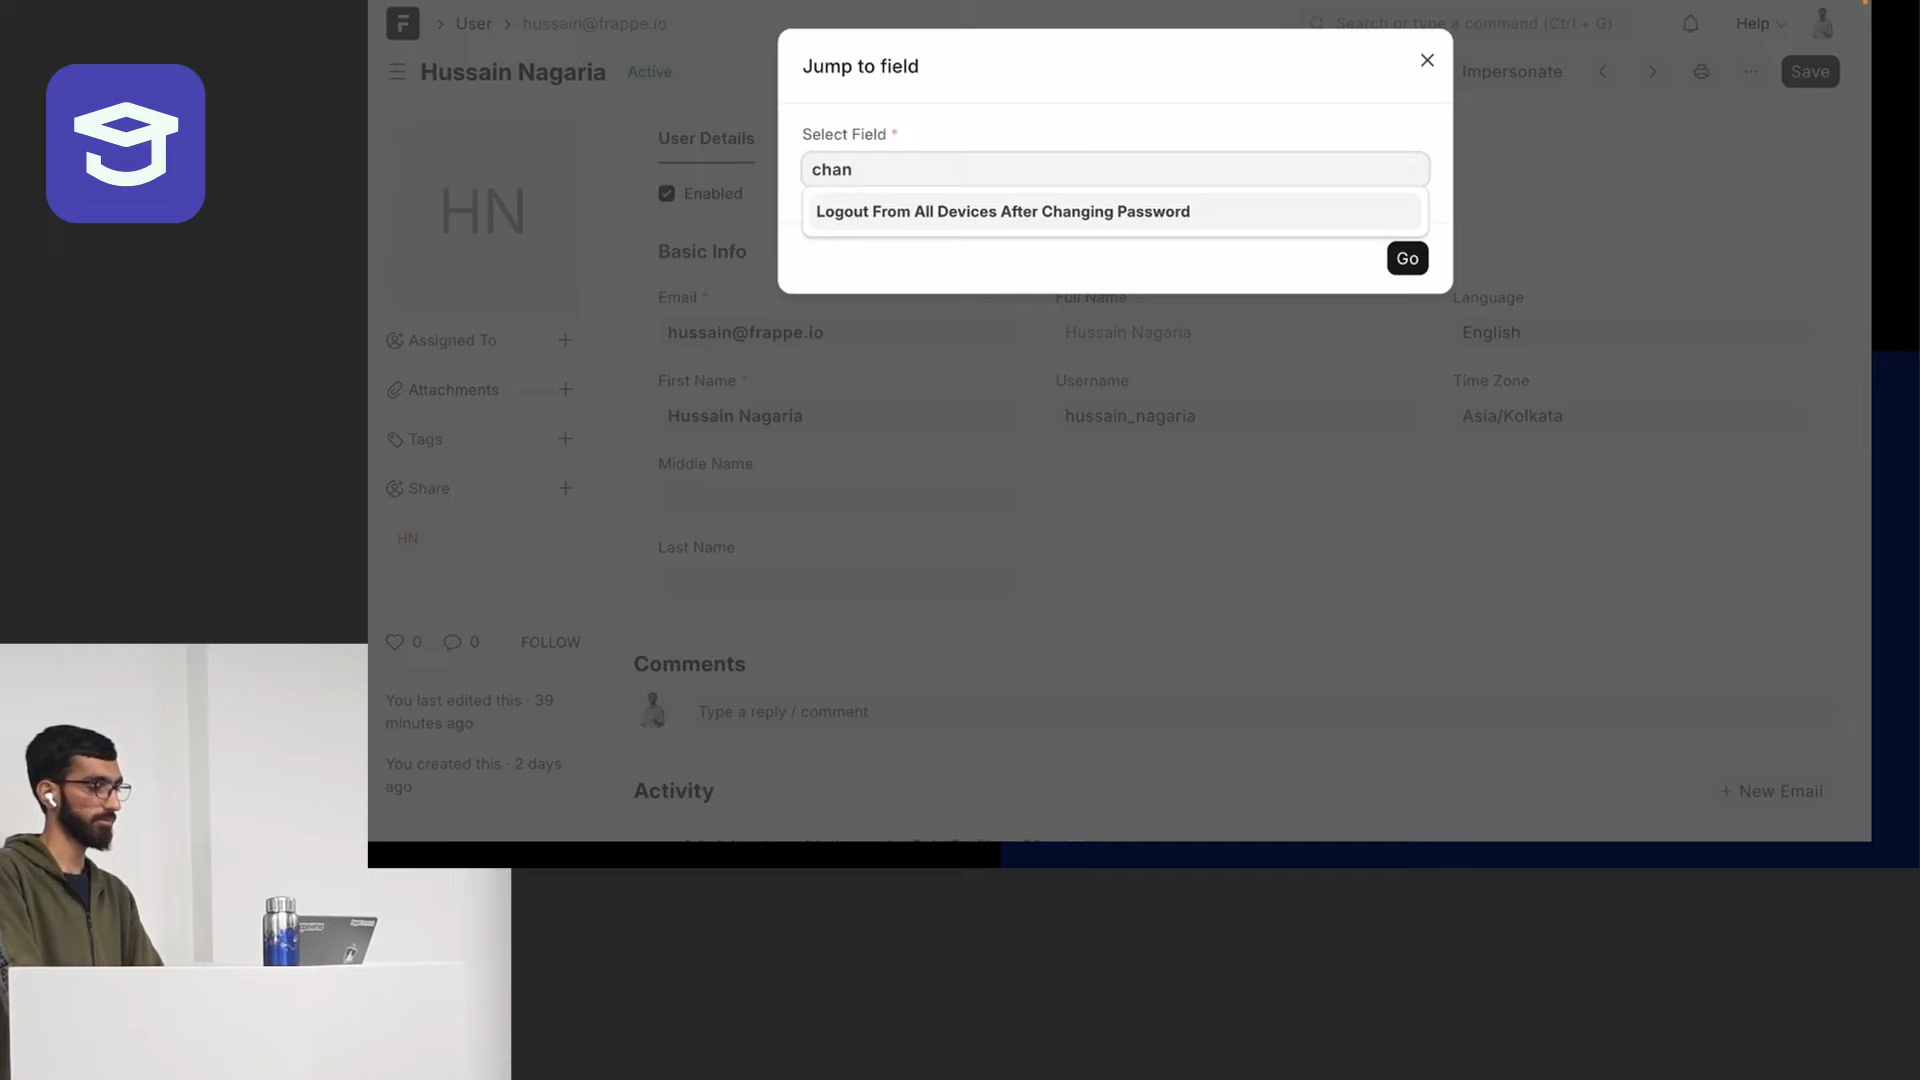 User
hussain@frappe.io
Search or type a command (Ctrl + G)
Help
Hussain Nagaria
Active
Impersonate
Save
Jump to field
Select Field *
chan
Logout From All Devices After Changing Password
Go
HN
User Details
Enabled
Basic Info
Email *
Full Name
Language
hussain@frappe.io
Hussain Nagaria
English
First Name *
Username
Time Zone
Hussain Nagaria
hussain_nagaria
Asia/Kolkata
Middle Name
Last Name
Assigned To
Attachments
Tags
Share
HN
0 · 0
FOLLOW
You last edited this · 39
minutes ago
You created this · 2 days
ago
Comments
Type a reply / comment
Activity
+ New Email